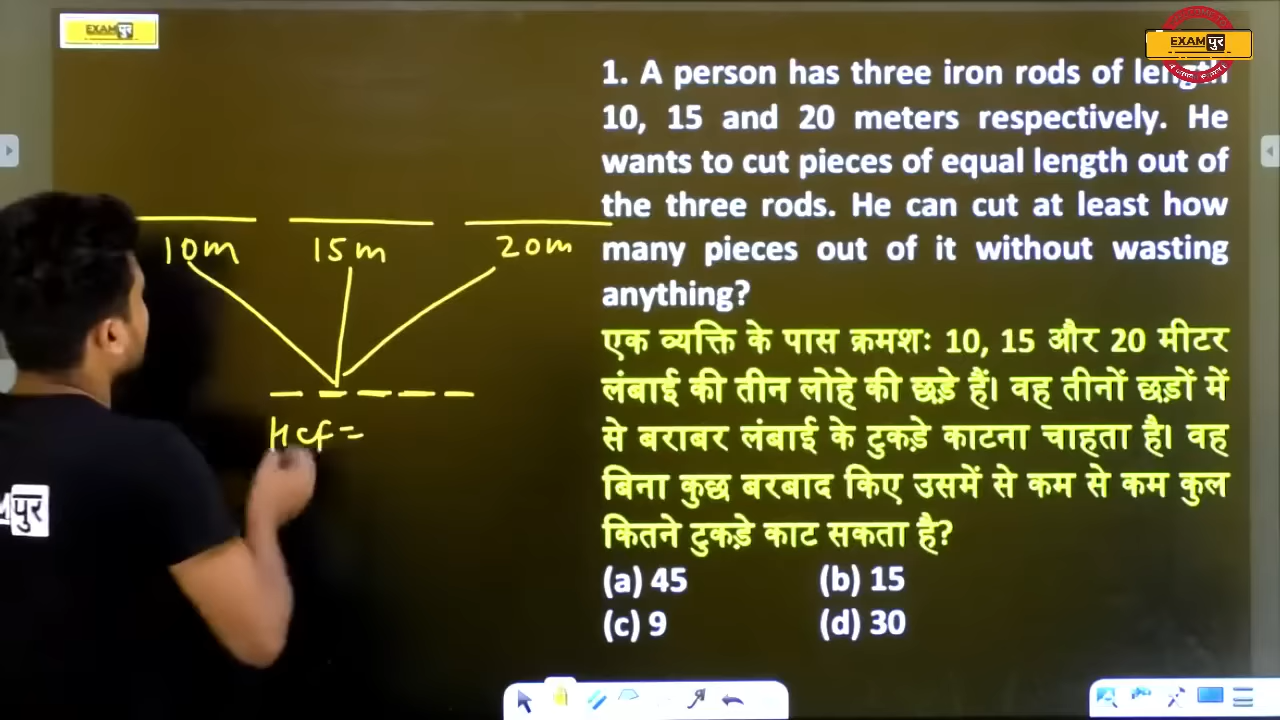 EXAMपुर
EXAMपुर
1. A person has three iron rods of length
10, 15 and 20 meters respectively. He
wants to cut pieces of equal length out of
the three rods. He can cut at least how
many pieces out of it without wasting
anything?
एक व्यक्ति के पास क्रमशः 10, 15 और 20 मीटर
लंबाई की तीन लोहे की छड़े हैं। वह तीनों छड़ों में
से बराबर लंबाई के टुकड़े काटना चाहता है। वह
बिना कुछ बरबाद किए उसमें से कम से कम कुल
कितने टुकड़े काट सकता है?
(a) 45 (b) 15
(c) 9 (d) 30
10m 15m 20m
Hcf=
Mपुर